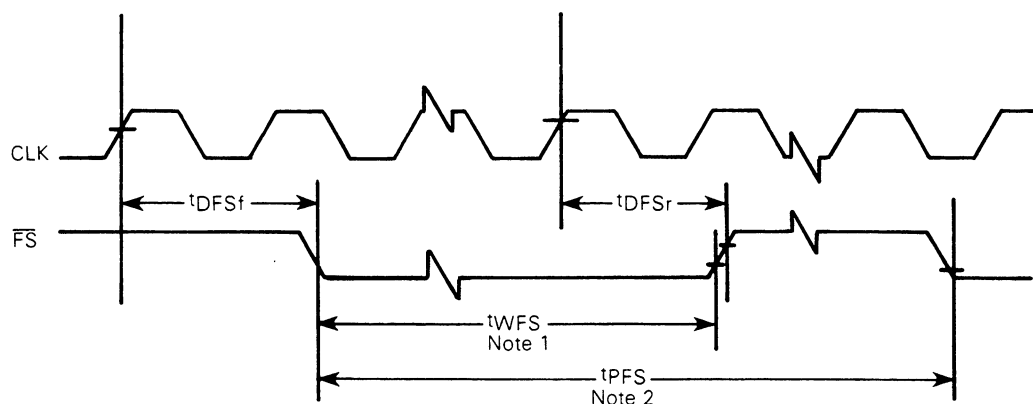 CLK
tDFSf
tDFSr
FS
tWFS
Note 1
tPFS
Note 2